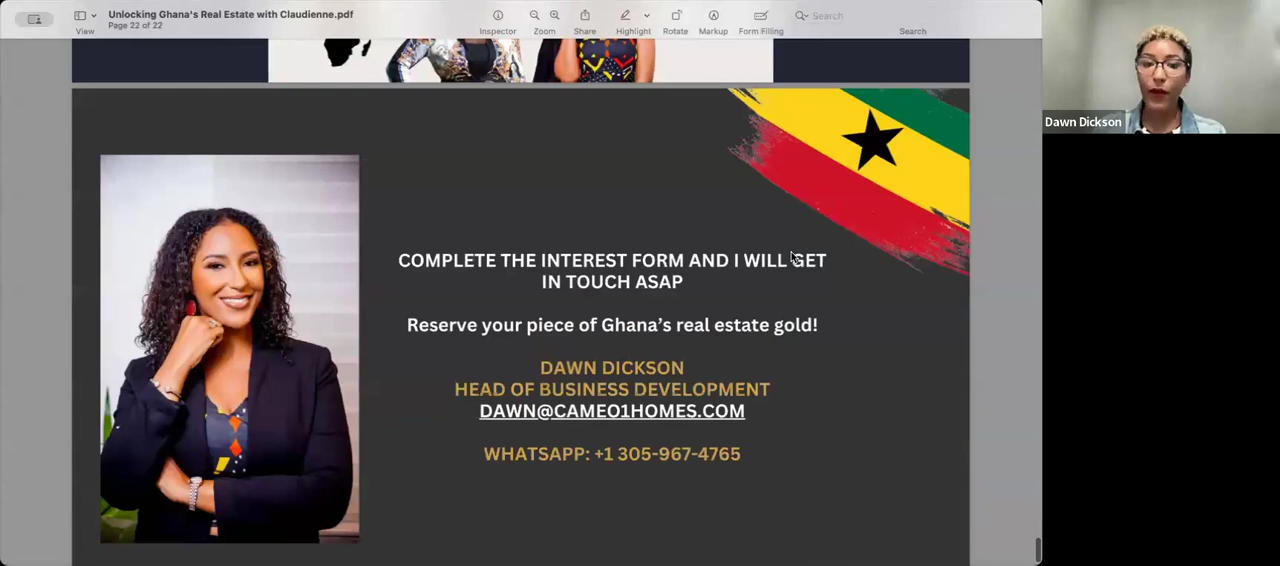 Unlocking Ghana's Real Estate with Claudienne.pdf
Page 22 of 22
View
Inspector
Zoom
Share
Highlight
Rotate
Markup
Form Filling
Search
Search
Dawn Dickson
COMPLETE THE INTEREST FORM AND I WILL GET
IN TOUCH ASAP
Reserve your piece of Ghana's real estate gold!
DAWN DICKSON
HEAD OF BUSINESS DEVELOPMENT
DAWN@CAMEO1HOMES.COM
WHATSAPP: +1 305-967-4765